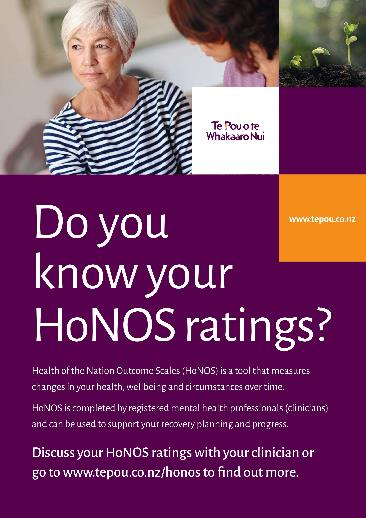 Te Pou o te
Whakaaro Nui
www.tepou.co.nz
Do you
know your
HoNOS ratings?
Health of the Nation Outcome Scales (HoNOS) is a tool that measures
changes in your health, wellbeing and circumstances over time.
HoNOS is completed by registered mental health professionals (clinicians)
and can be used to support your recovery planning and progress.
Discuss your HoNOS ratings with your clinician or
go to www.tepou.co.nz/honos to find out more.